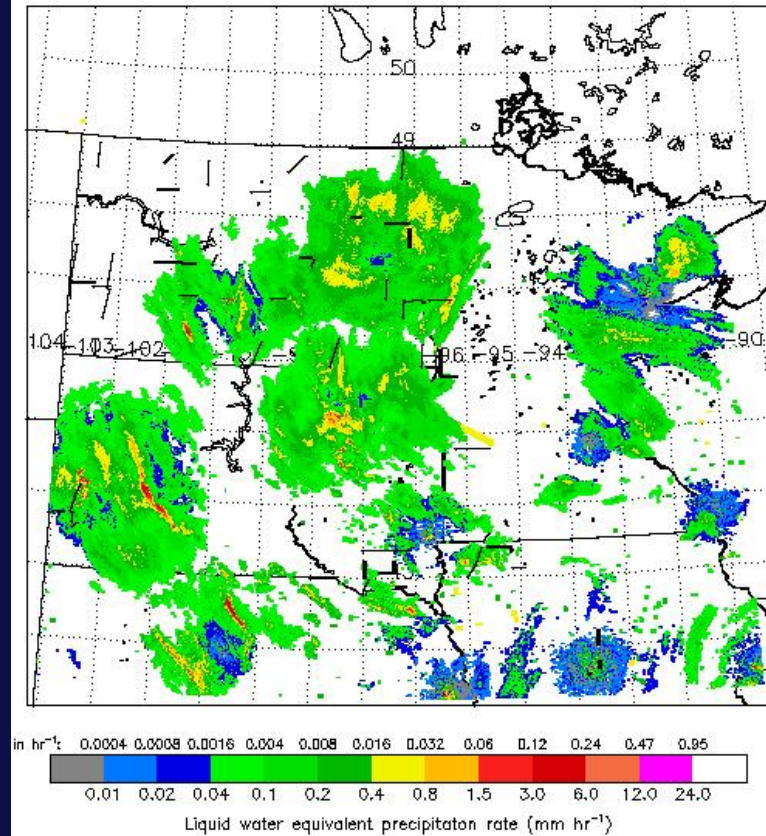 50
49
104 -103 -102 -96 -95 -94 -90
in hr⁻¹: 0.0004 0.0008 0.0016 0.004 0.008 0.016 0.032 0.06 0.12 0.24 0.47 0.95
0.01 0.02 0.04 0.1 0.2 0.4 0.8 1.5 3.0 6.0 12.0 24.0
Liquid water equivalent precipitaton rate (mm hr⁻¹)